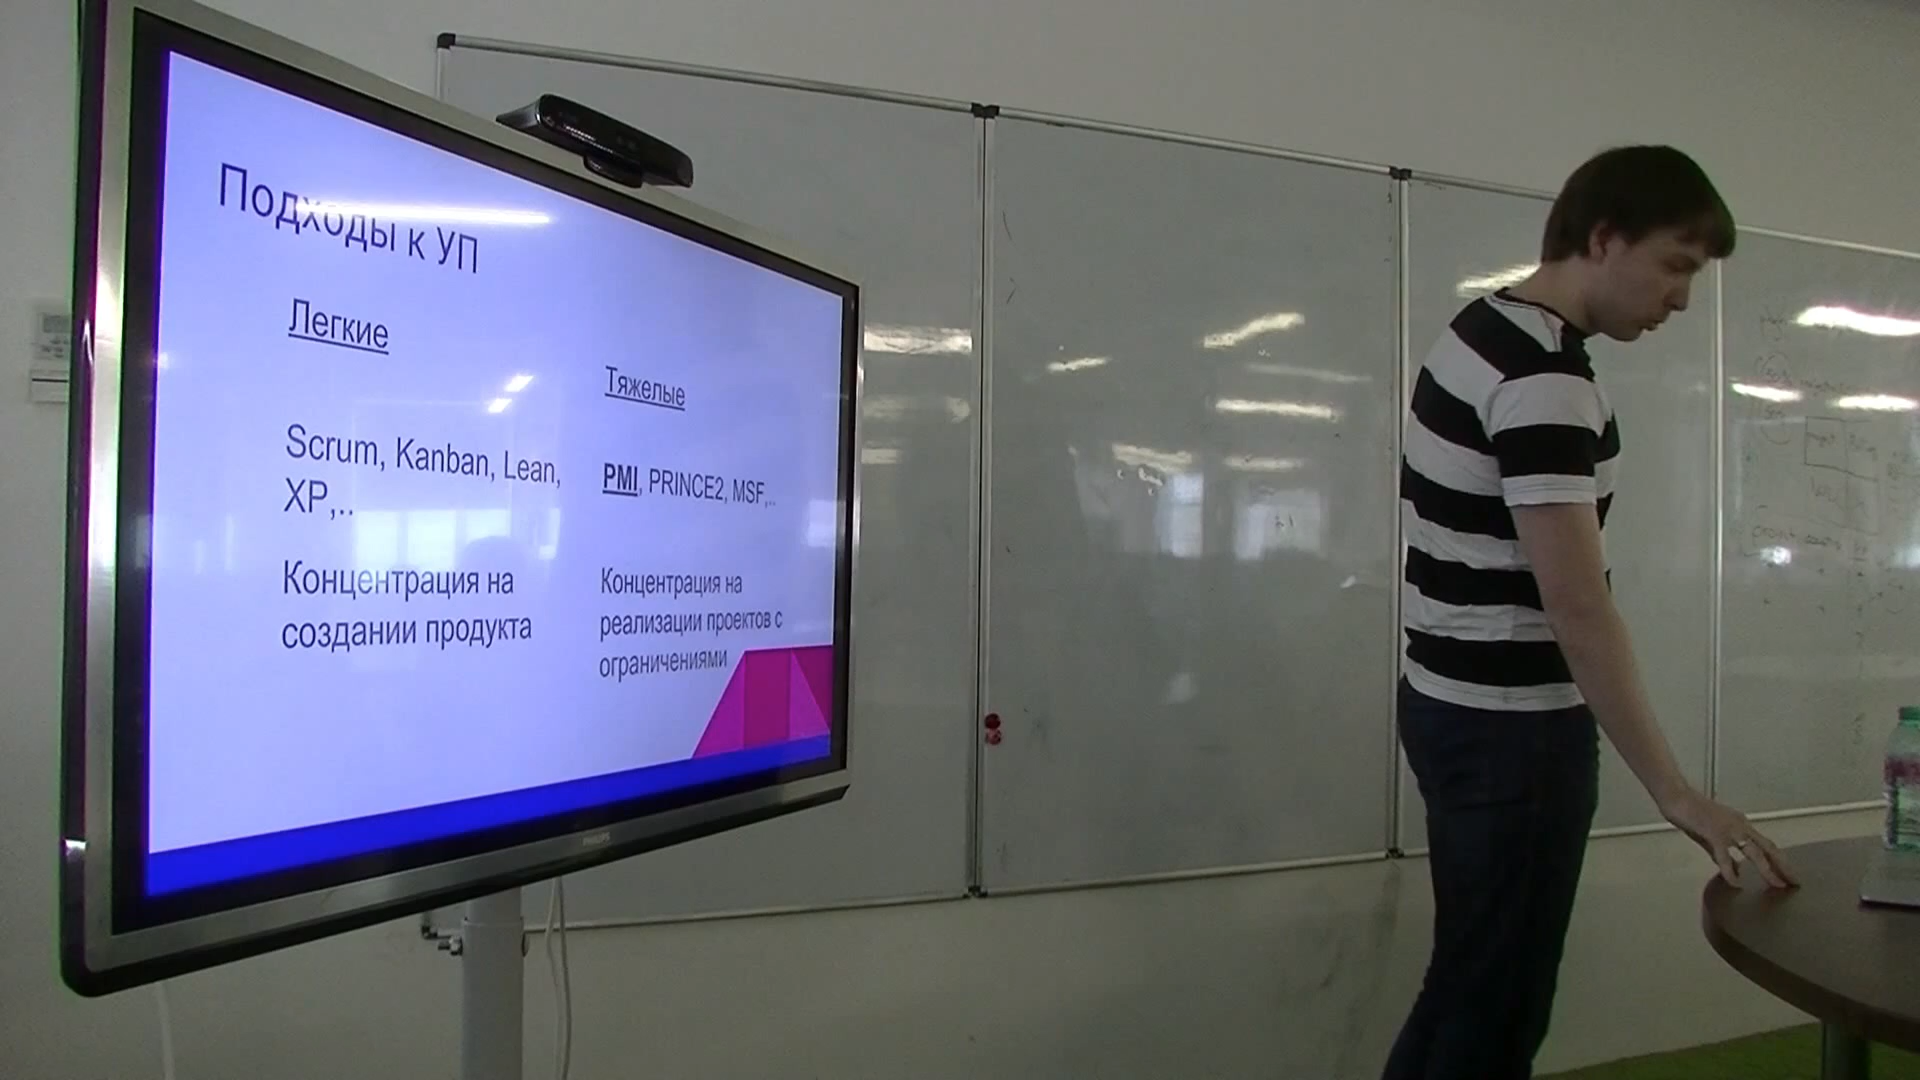 Подходы к УП
Легкие
Scrum, Kanban, Lean,
XP,..
Концентрация на
создании продукта
Тяжелые
PMI, PRINCE2, MSF,..
Концентрация на
реализации проектов с
ограничениями
PHILIPS